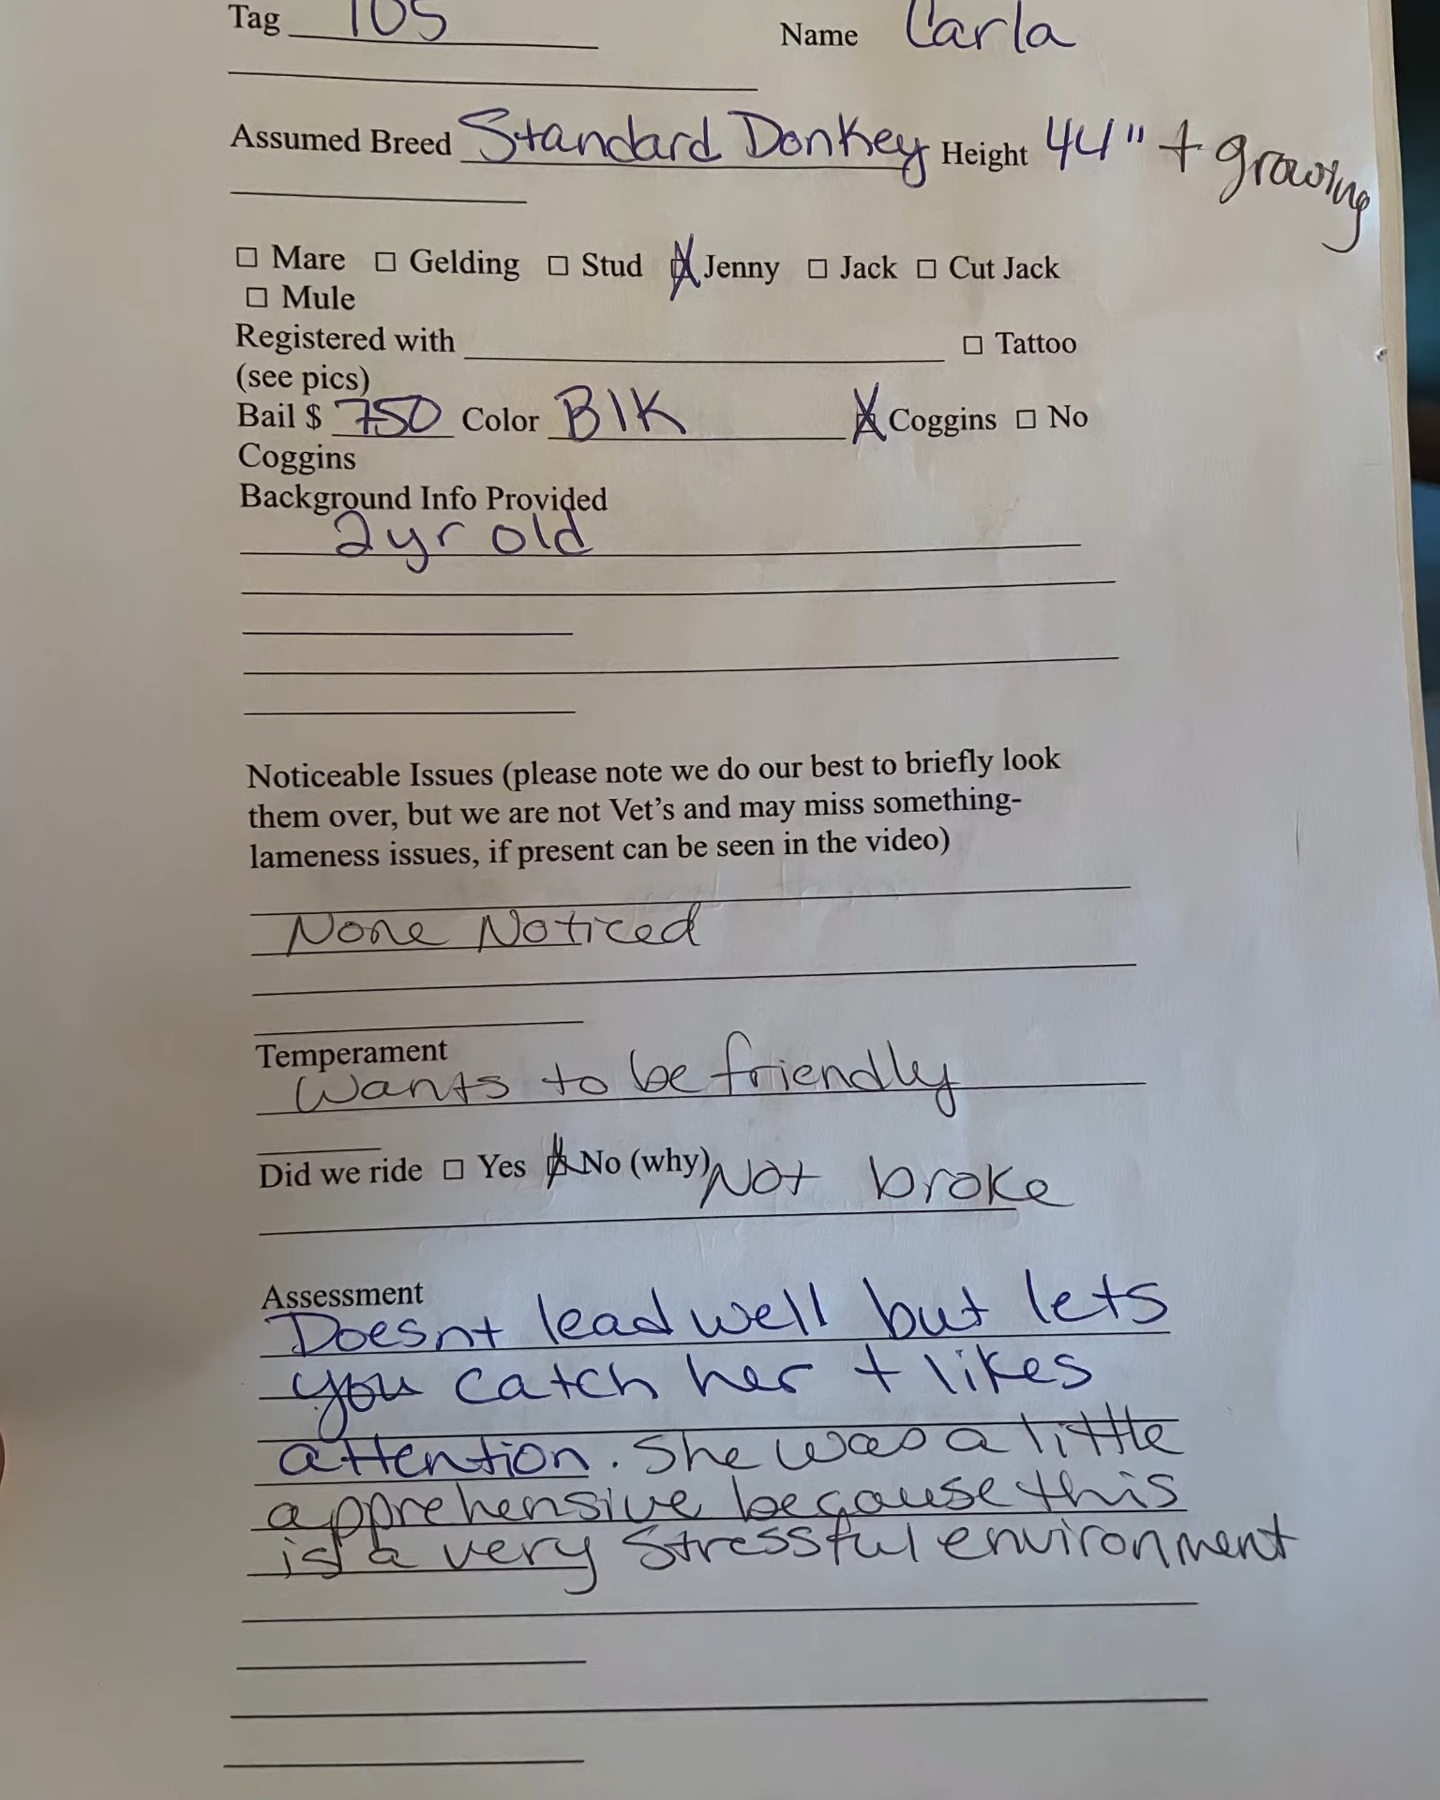 Tag 105 Name Carla
Assumed Breed Standard Donkey Height 44" + growing
☐ Mare ☐ Gelding ☐ Stud ☒ Jenny ☐ Jack ☐ Cut Jack
☐ Mule
Registered with ☐ Tattoo
(see pics)
Bail $ 750 Color Blk ☒ Coggins ☐ No
Coggins
Background Info Provided
2yr old
Noticeable Issues (please note we do our best to briefly look
them over, but we are not Vet's and may miss something-
lameness issues, if present can be seen in the video)
None Noticed
Temperament
Wants to be friendly
Did we ride ☐ Yes ☒ No (why) Not broke
Assessment
Doesnt lead well but lets
you catch her + likes
attention. She was a little
apprehensive because this
is a very stressful environment